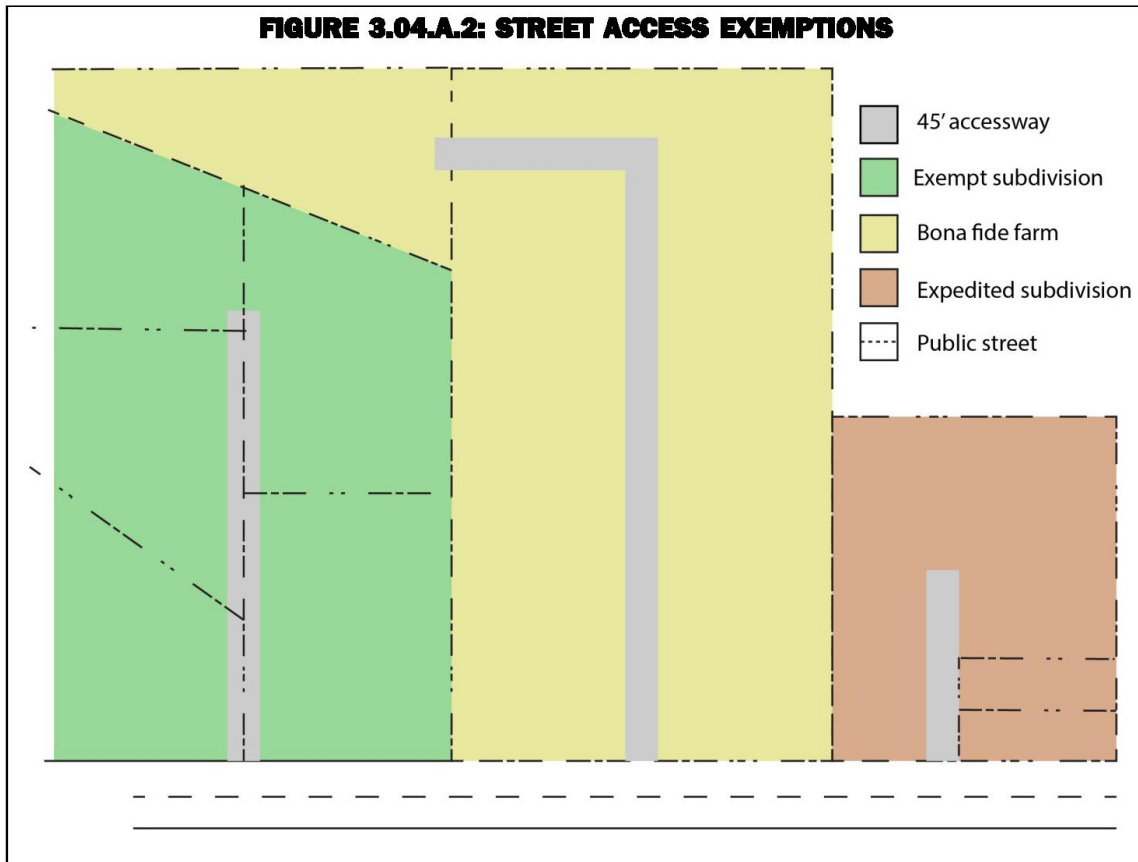 FIGURE 3.04.A.2: STREET ACCESS EXEMPTIONS
45' accessway
Exempt subdivision
Bona fide farm
Expedited subdivision
Public street